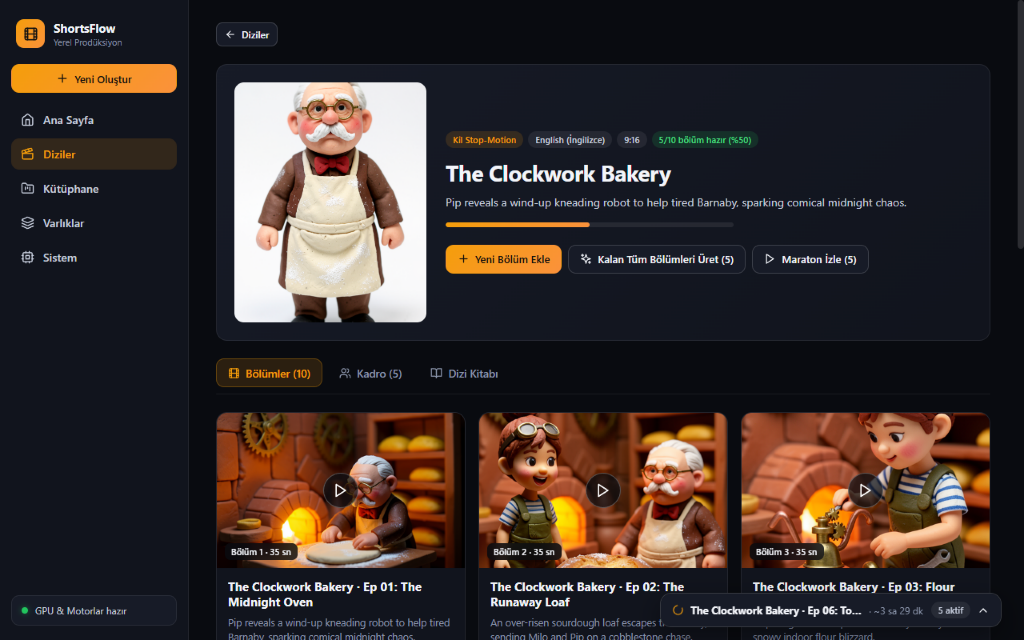 ShortsFlow
Yerel Prodüksiyon
Yeni Oluştur
Ana Sayfa
Diziler
Kütüphane
Varlıklar
Sistem
GPU & Motorlar hazır
Diziler
Kil Stop-Motion
English (İngilizce)
9:16
5/10 bölüm hazır (%50)
The Clockwork Bakery
Pip reveals a wind-up kneading robot to help tired Barnaby, sparking comical midnight chaos.
Yeni Bölüm Ekle
Kalan Tüm Bölümleri Üret (5)
Maraton İzle (5)
Bölümler (10)
Kadro (5)
Dizi Kitabı
Bölüm 1 · 35 sn
The Clockwork Bakery · Ep 01: The
Midnight Oven
Pip reveals a wind-up kneading robot to help tired
Barnaby, sparking comical midnight chaos.
Bölüm 2 · 35 sn
The Clockwork Bakery · Ep 02: The
Runaway Loaf
An over-risen sourdough loaf escapes
sending Milo and Pip on a cobblestone chase.
Bölüm 3 · 35 sn
The Clockwork Bakery · Ep 03: Flour
snowy indoor flour blizzard.
The Clockwork Bakery · Ep 06: To... · ~3 sa 29 dk
5 aktif